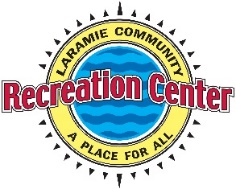 LARAMIE COMMUNITY
Recreation Center
A PLACE FOR ALL